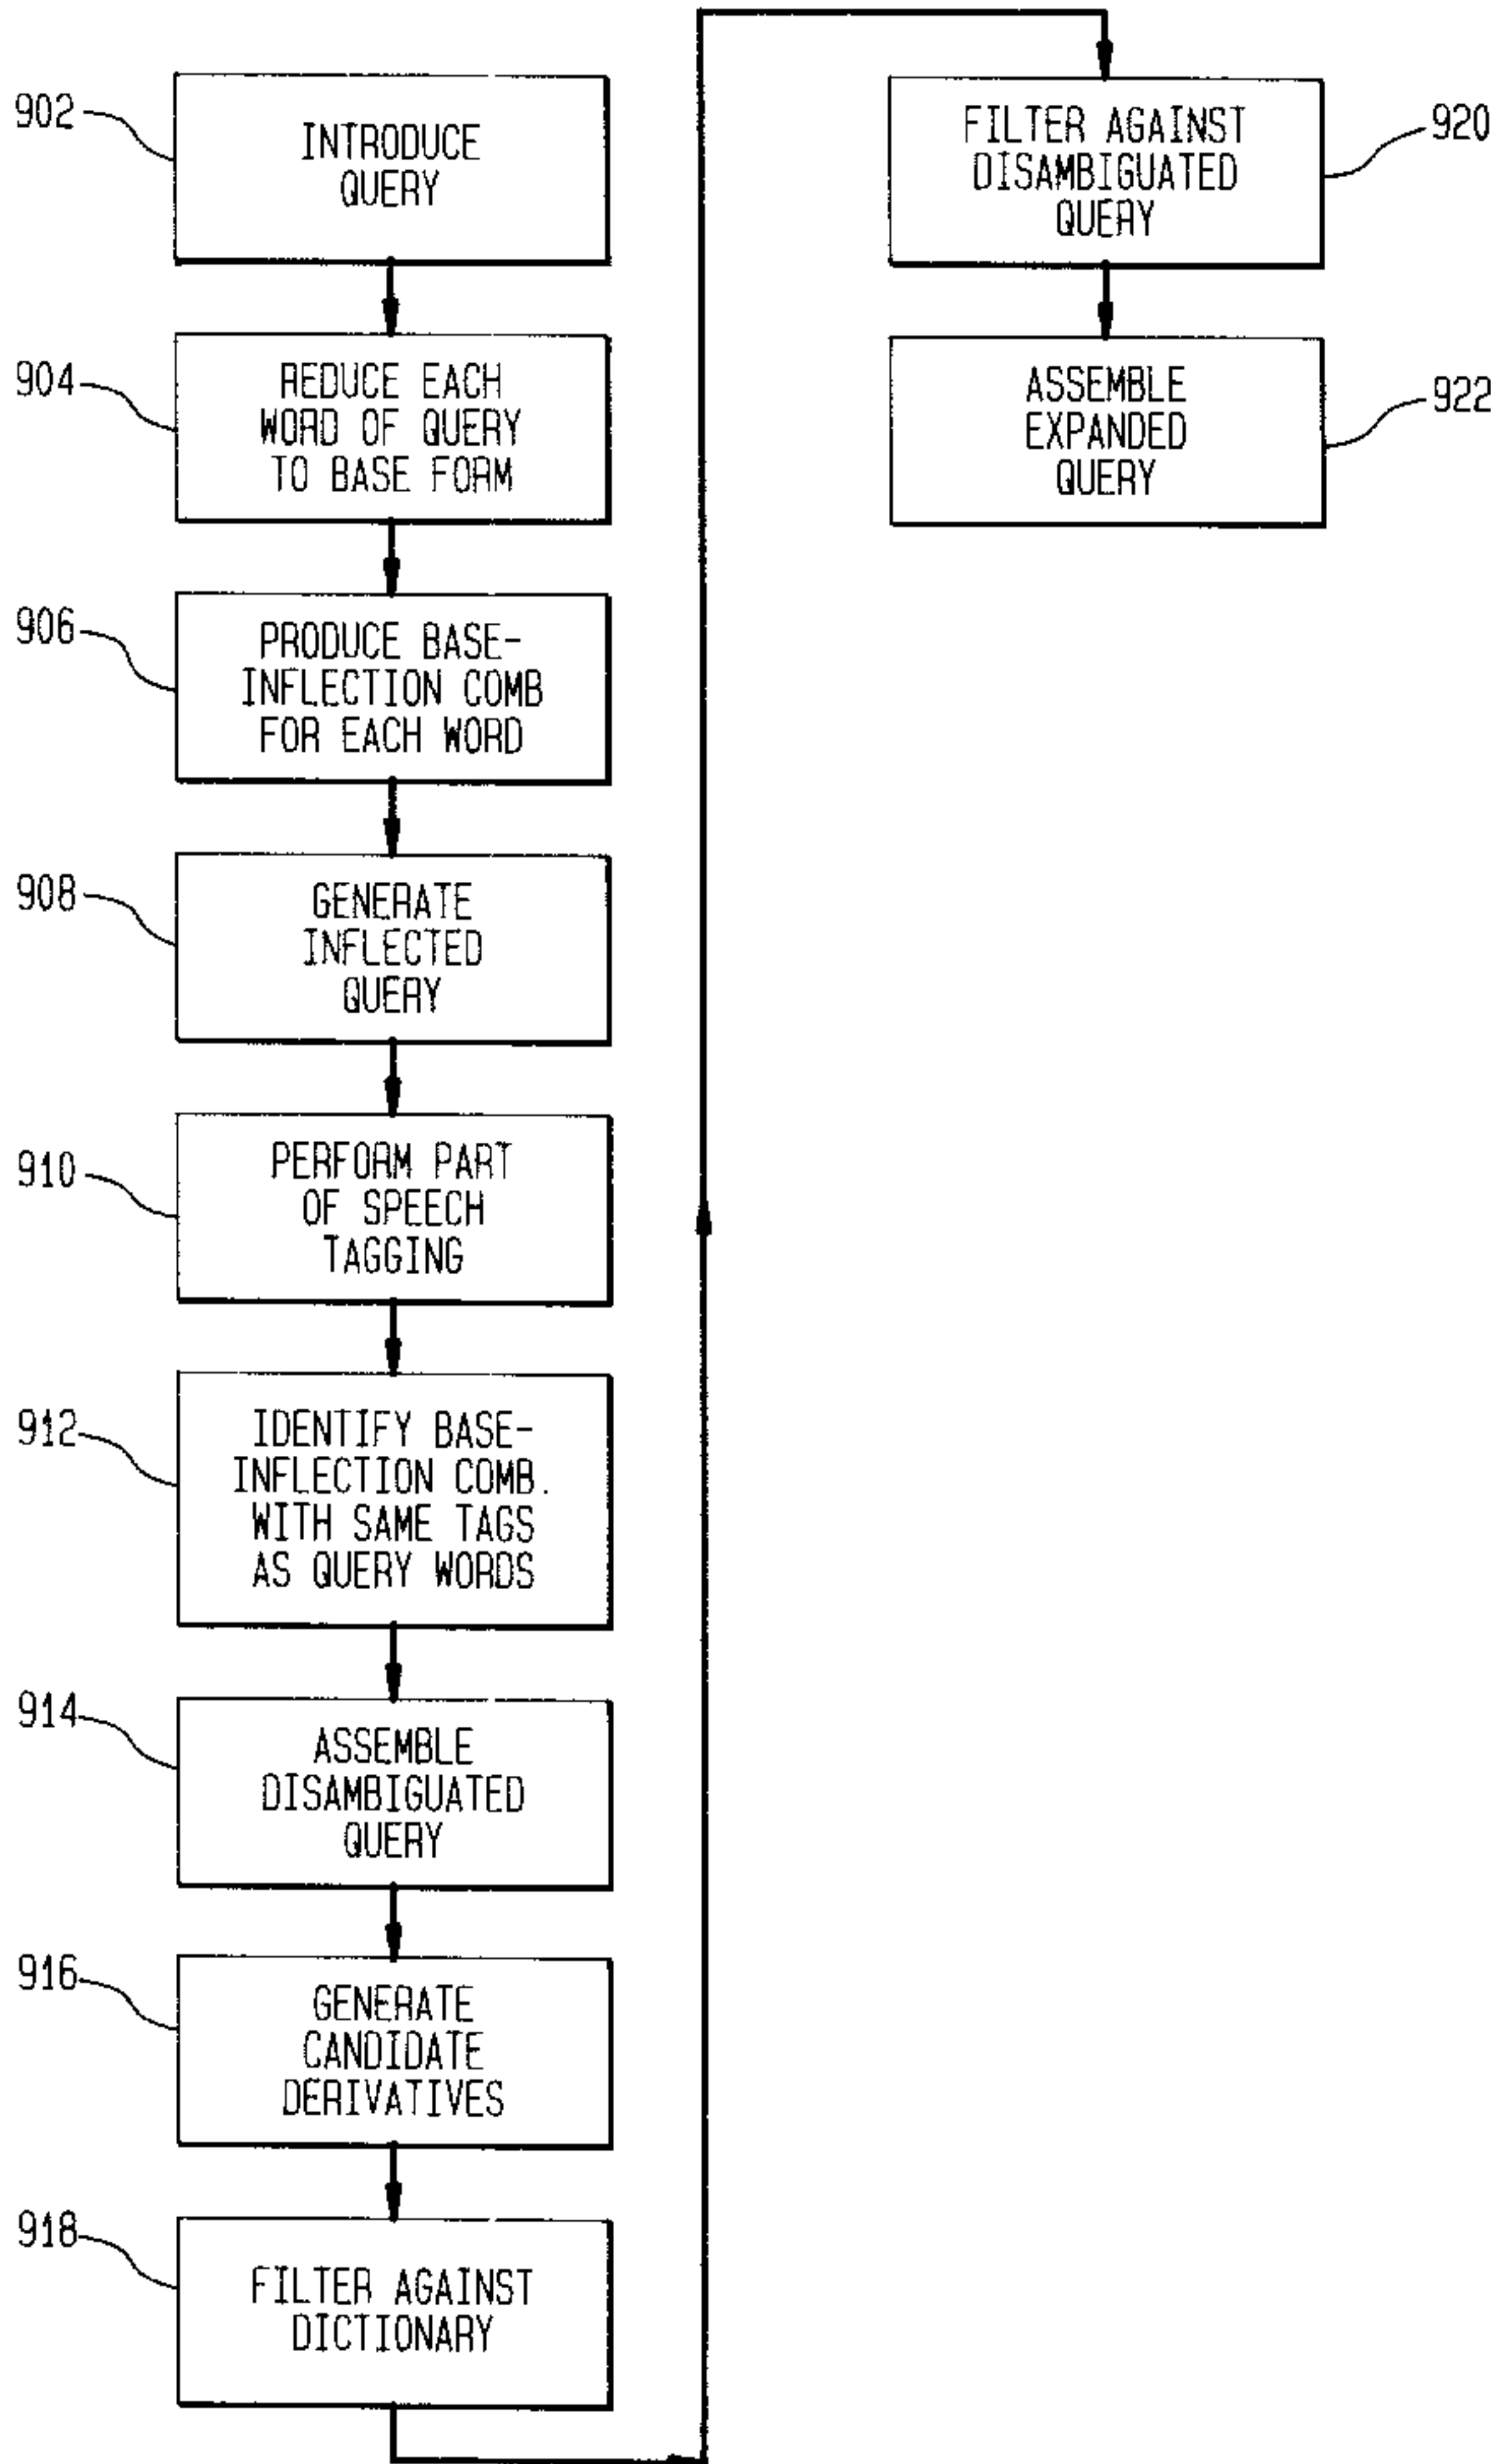 902
INTRODUCE
QUERY
904
REDUCE EACH
WORD OF QUERY
TO BASE FORM
906
PRODUCE BASE-
INFLECTION COMB
FOR EACH WORD
908
GENERATE
INFLECTED
QUERY
910
PERFORM PART
OF SPEECH
TAGGING
912
IDENTIFY BASE-
INFLECTION COMB.
WITH SAME TAGS
AS QUERY WORDS
914
ASSEMBLE
DISAMBIGUATED
QUERY
916
GENERATE
CANDIDATE
DERIVATIVES
918
FILTER AGAINST
DICTIONARY
920
FILTER AGAINST
DISAMBIGUATED
QUERY
922
ASSEMBLE
EXPANDED
QUERY